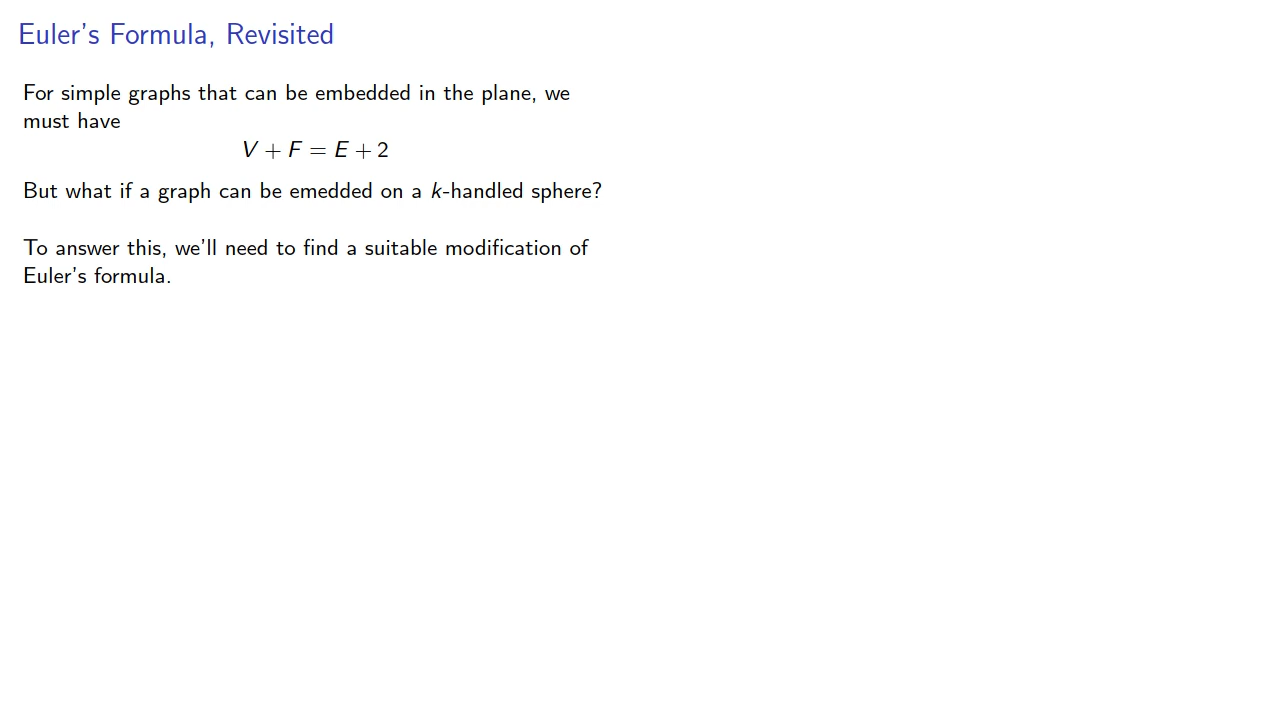 Euler's Formula, Revisited
For simple graphs that can be embedded in the plane, we
must have
V + F = E + 2
But what if a graph can be emedded on a k-handled sphere?
To answer this, we'll need to find a suitable modification of
Euler's formula.